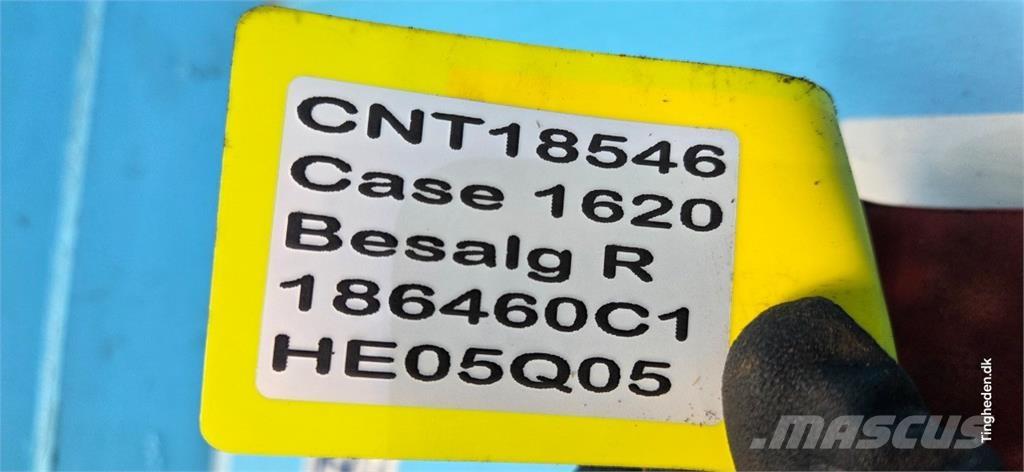 CNT18546
Case 1620
Besalg R
186460C1
HE05Q05
Tingheden.dk
MASCUS